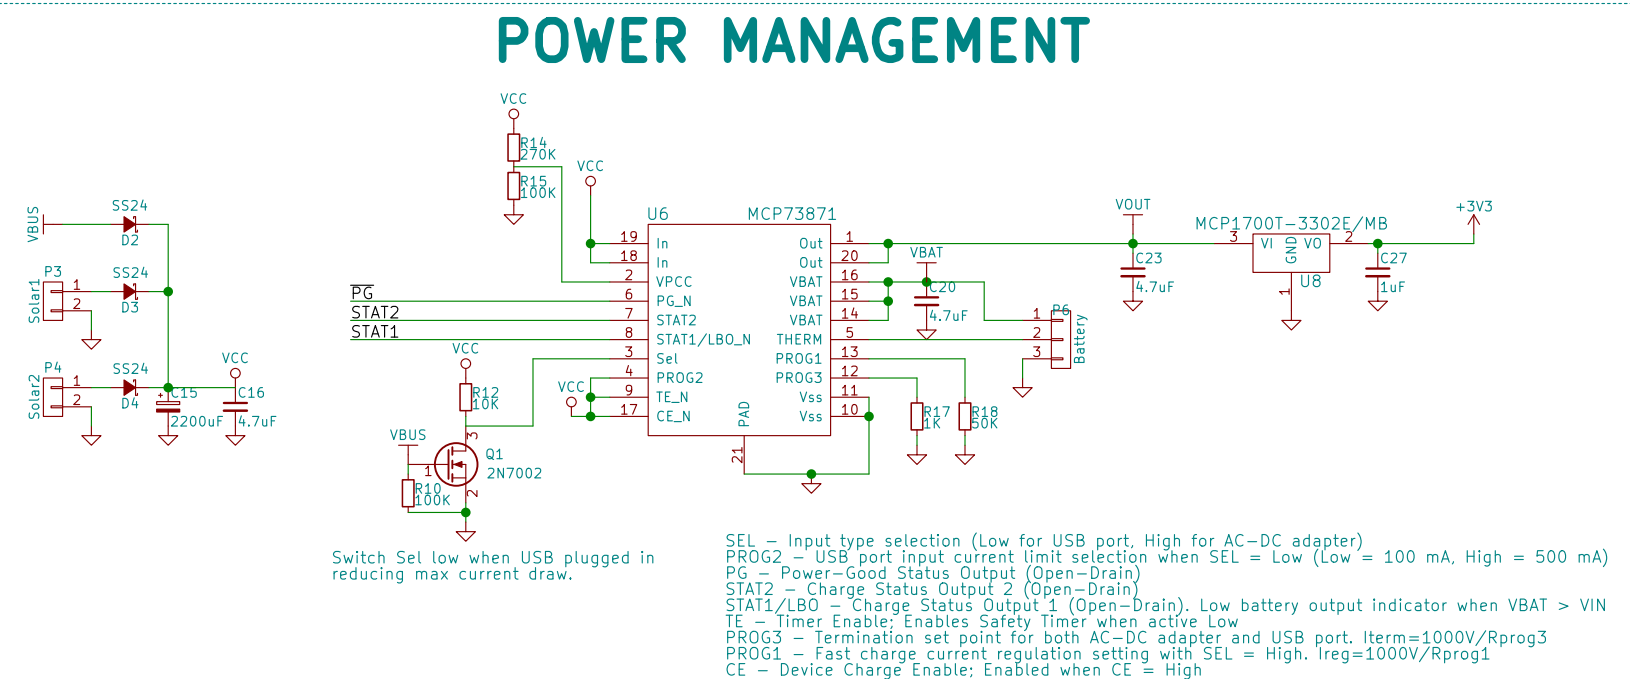 POWER MANAGEMENT
VCC
R14
270K
R15
100K
VCC
VBUS
SS24
D2
P3
Solar1
1
2
SS24
D3
P4
Solar2
1
2
SS24
D4
C15
2200uF
VCC
C16
4.7uF
PG
STAT2
STAT1
VCC
R12
10K
VCC
VBUS
R10
100K
1
3
2
Q1
2N7002
U6
MCP73871
19 In
18 In
2 VPCC
6 PG_N
7 STAT2
8 STAT1/LBO_N
3 Sel
4 PROG2
9 TE_N
17 CE_N
Out 1
Out 20
VBAT 16
VBAT 15
VBAT 14
THERM 5
PROG1 13
PROG3 12
Vss 11
Vss 10
PAD
21
VBAT
C20
4.7uF
P6
Battery
1
2
3
R17
1K
R18
50K
VOUT
C23
4.7uF
MCP1700T-3302E/MB
3 VI GND VO 2
1
U8
+3V3
C27
1uF
Switch Sel low when USB plugged in
reducing max current draw.
SEL - Input type selection (Low for USB port, High for AC-DC adapter)
PROG2 - USB port input current limit selection when SEL = Low (Low = 100 mA, High = 500 mA)
PG - Power-Good Status Output (Open-Drain)
STAT2 - Charge Status Output 2 (Open-Drain)
STAT1/LBO - Charge Status Output 1 (Open-Drain). Low battery output indicator when VBAT > VIN
TE - Timer Enable; Enables Safety Timer when active Low
PROG3 - Termination set point for both AC-DC adapter and USB port. Iterm=1000V/Rprog3
PROG1 - Fast charge current regulation setting with SEL = High. Ireg=1000V/Rprog1
CE - Device Charge Enable; Enabled when CE = High